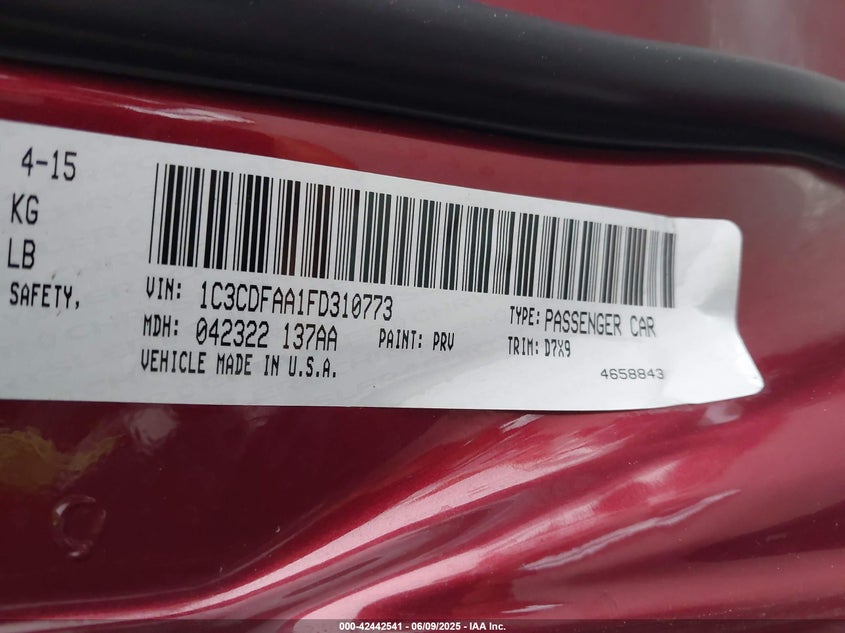 4-15
KG
LB
SAFETY,
VIN: 1C3CDFAA1FD310773
TYPE: PASSENGER CAR
MDH: 042322 137AA
PAINT: PRV
TRIM: D7X9
VEHICLE MADE IN U.S.A.
4658843
000-42442541 - 06/09/2025 - IAA Inc.